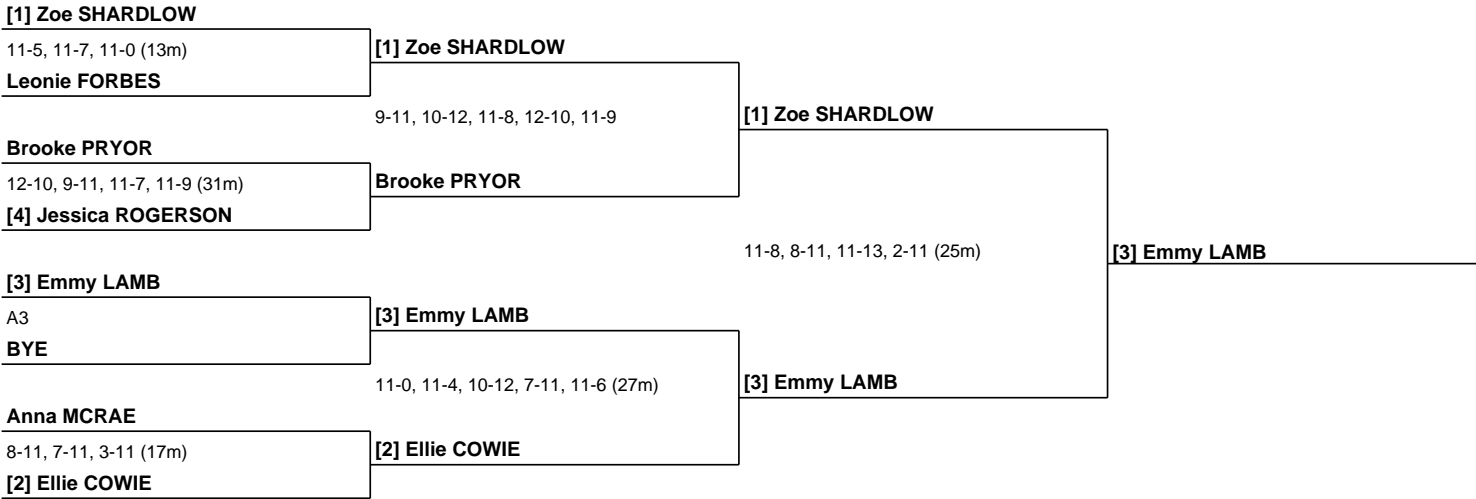 [1] Zoe SHARDLOW
11-5, 11-7, 11-0 (13m)
[1] Zoe SHARDLOW
Leonie FORBES
9-11, 10-12, 11-8, 12-10, 11-9
[1] Zoe SHARDLOW
Brooke PRYOR
12-10, 9-11, 11-7, 11-9 (31m)
Brooke PRYOR
[4] Jessica ROGERSON
11-8, 8-11, 11-13, 2-11 (25m)
[3] Emmy LAMB
[3] Emmy LAMB
A3
[3] Emmy LAMB
BYE
11-0, 11-4, 10-12, 7-11, 11-6 (27m)
[3] Emmy LAMB
Anna MCRAE
8-11, 7-11, 3-11 (17m)
[2] Ellie COWIE
[2] Ellie COWIE